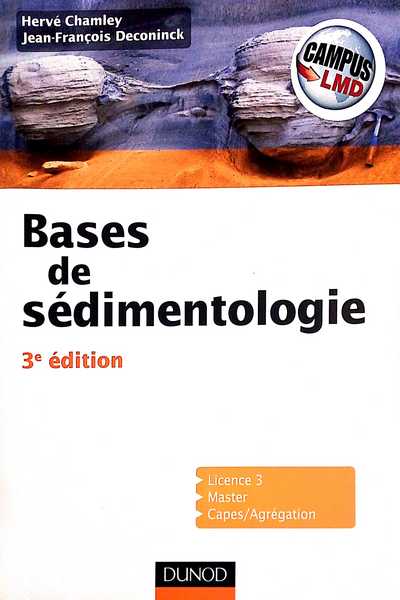 Hervé Chamley
Jean-François Deconinck
CAMPUS
LMD
Bases
de
sédimentologie
3e édition
Licence 3
Master
Capes/Agrégation
DUNOD